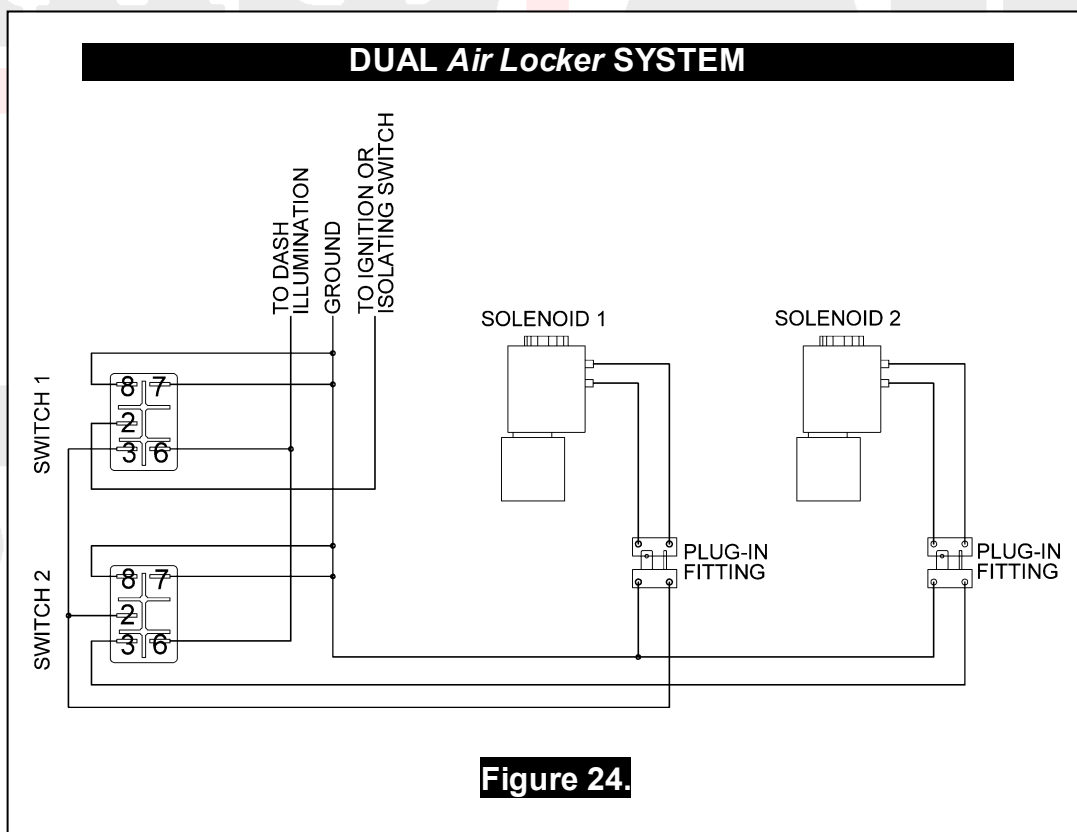 DUAL Air Locker SYSTEM
TO DASH
ILLUMINATION
GROUND
TO IGNITION OR
ISOLATING SWITCH
SOLENOID 1
SOLENOID 2
SWITCH 1
8 7
2
3 6
SWITCH 2
8 7
2
3 6
PLUG-IN
FITTING
PLUG-IN
FITTING
Figure 24.